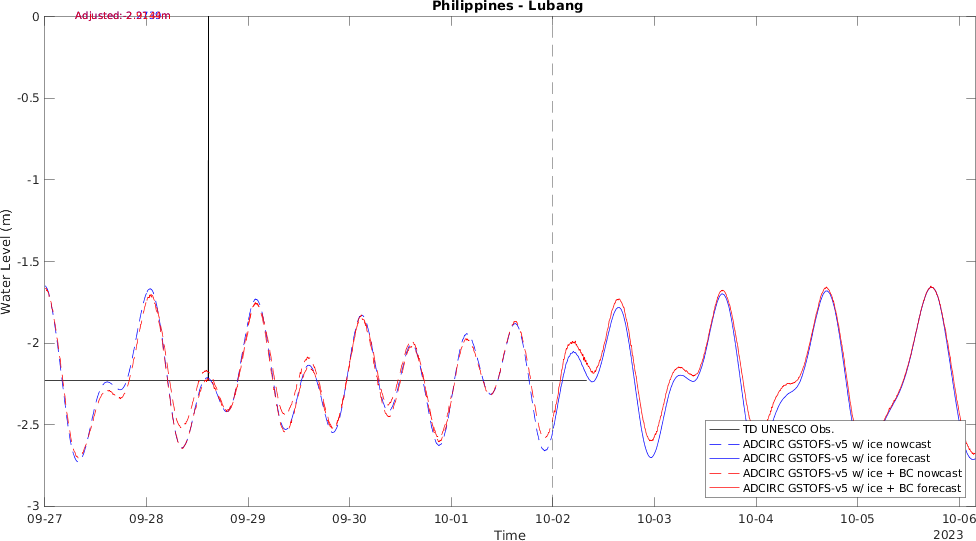 Philippines - Lubang
Adjusted:
0
-0.5
-1
-1.5
-2
-2.5
-3
Water Level (m)
09-27
09-28
09-29
09-30
10-01
10-02
10-03
10-04
10-05
10-06
Time
2023
TD UNESCO Obs.
ADCIRC GSTOFS-v5 w/ ice nowcast
ADCIRC GSTOFS-v5 w/ ice forecast
ADCIRC GSTOFS-v5 w/ ice + BC nowcast
ADCIRC GSTOFS-v5 w/ ice + BC forecast